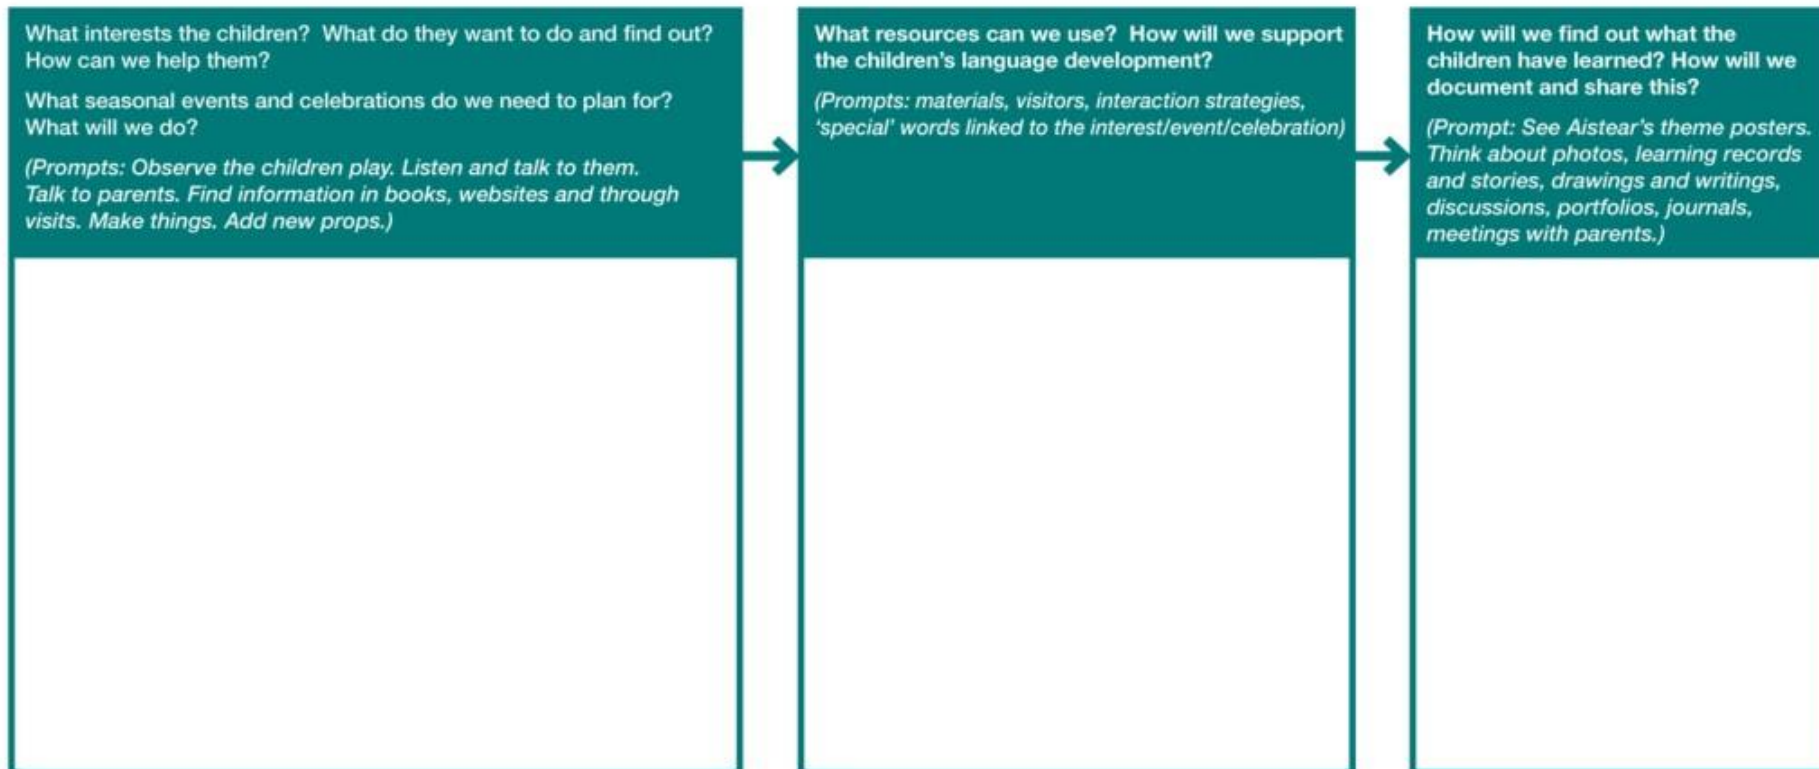 What interests the children?  What do they want to do and find out?
How can we help them?
What seasonal events and celebrations do we need to plan for?
What will we do?
(Prompts: Observe the children play. Listen and talk to them.
Talk to parents. Find information in books, websites and through
visits. Make things. Add new props.)
What resources can we use?  How will we support
the children's language development?
(Prompts: materials, visitors, interaction strategies,
'special' words linked to the interest/event/celebration)
How will we find out what the
children have learned? How will we
document and share this?
(Prompt: See Aistear's theme posters.
Think about photos, learning records
and stories, drawings and writings,
discussions, portfolios, journals,
meetings with parents.)